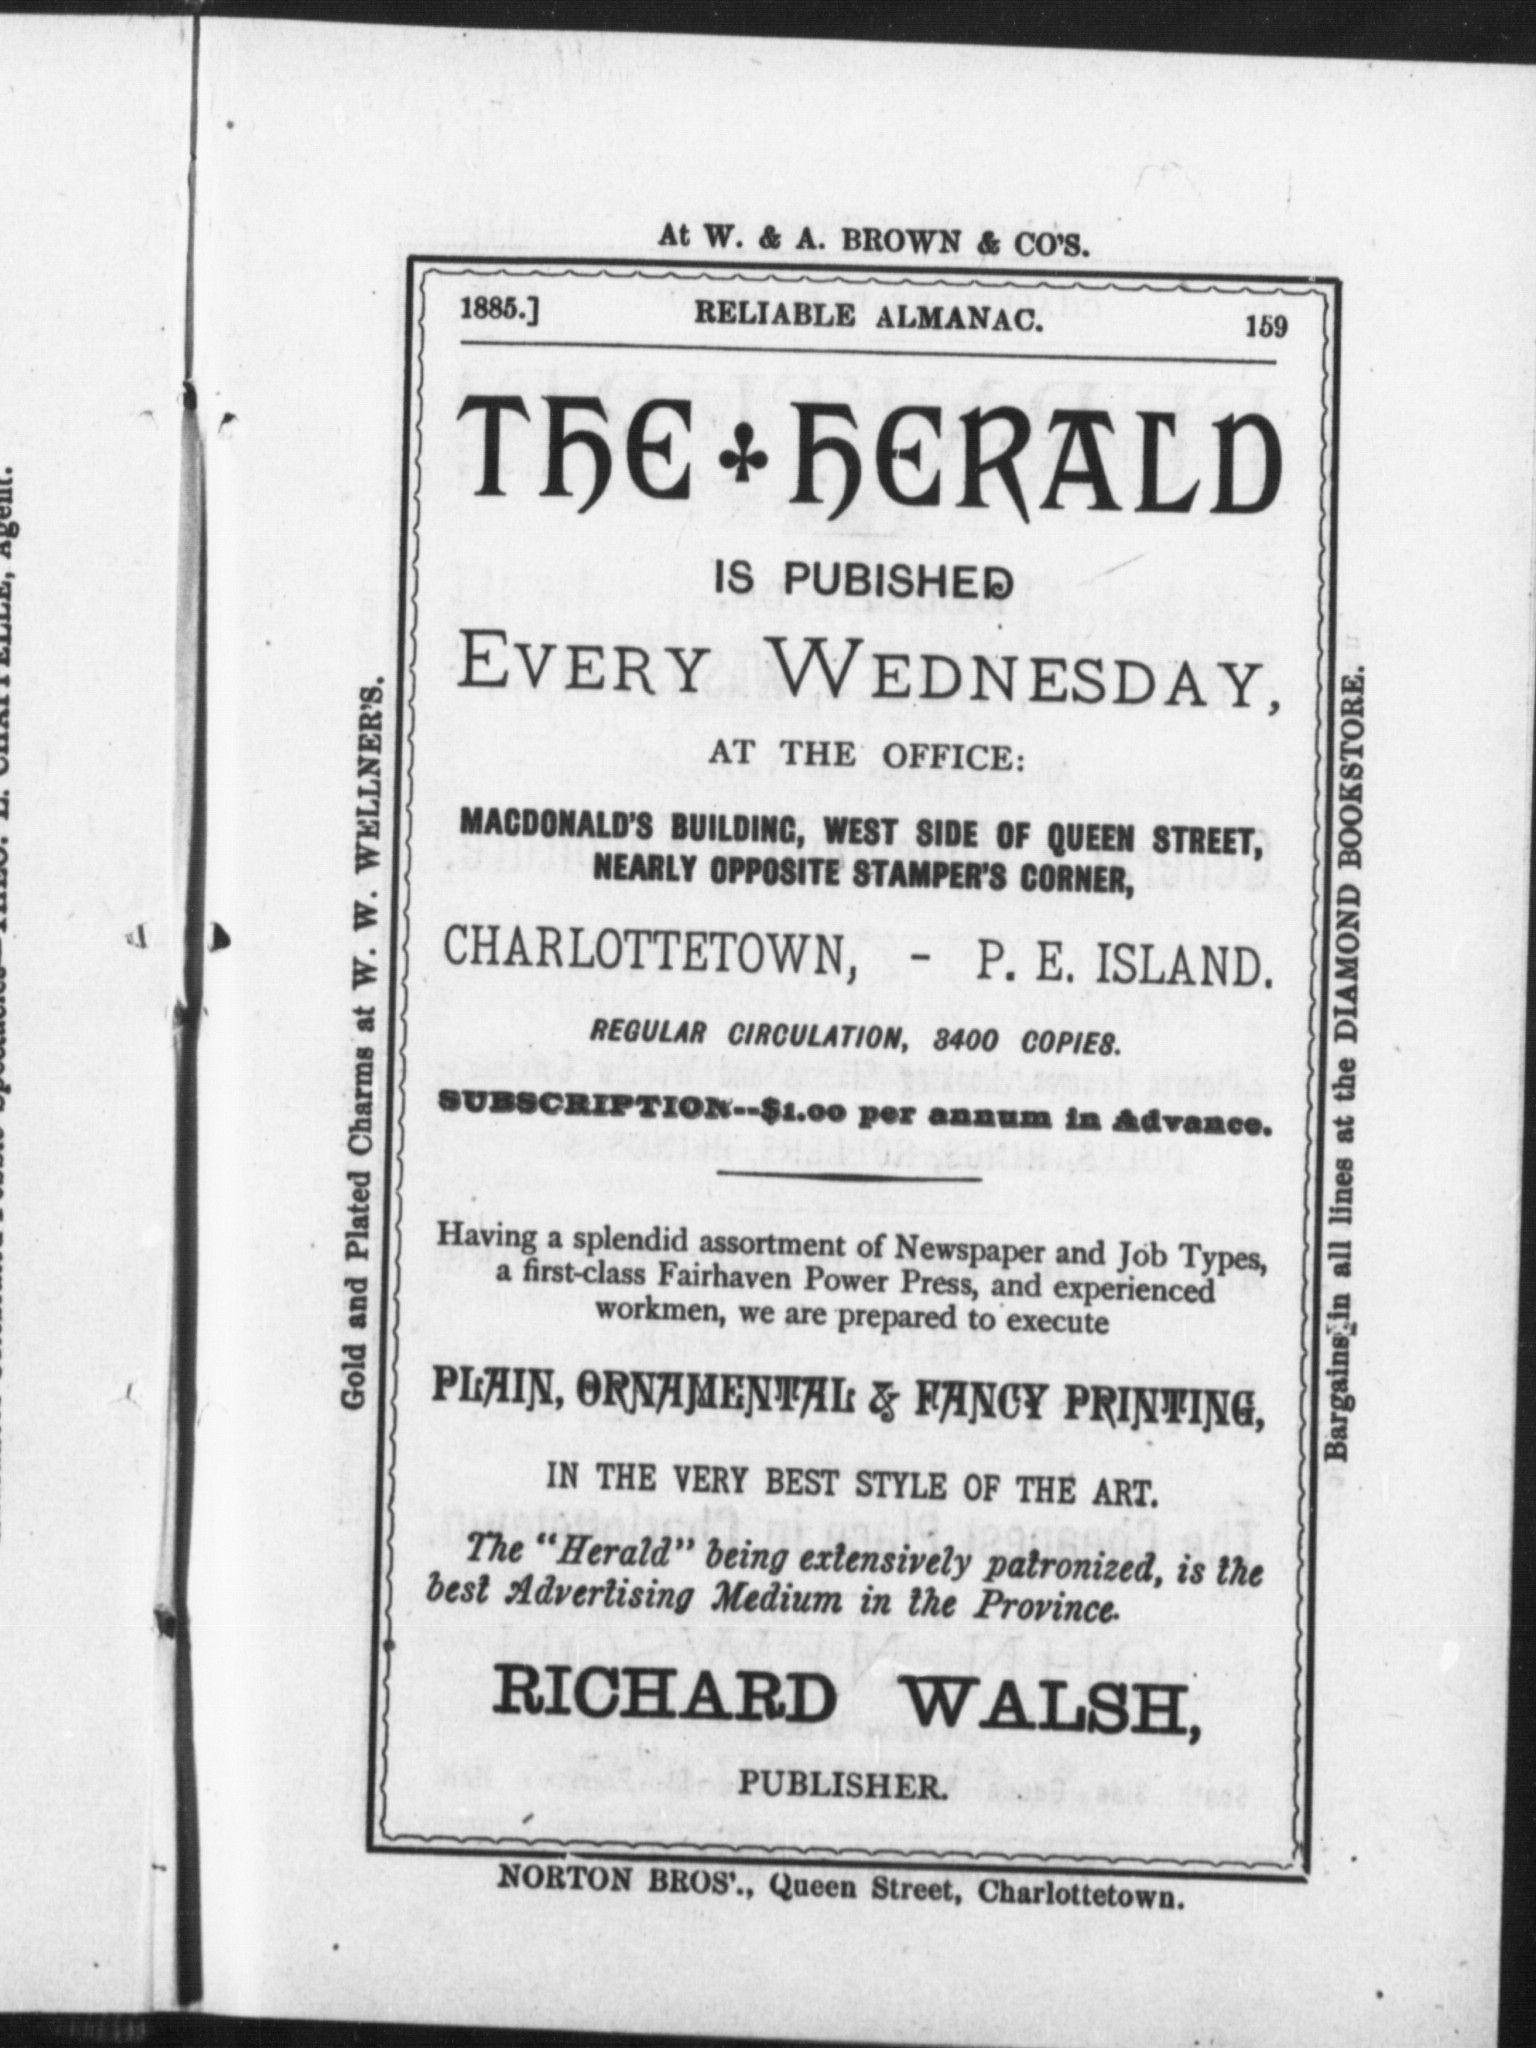 At W. & A. BROWN & CO'S.
1885.] RELIABLE ALMANAC. 159
THE HERALD
IS PUBISHED
EVERY WEDNESDAY,
AT THE OFFICE:
MACDONALD'S BUILDING, WEST SIDE OF QUEEN STREET,
NEARLY OPPOSITE STAMPER'S CORNER,
CHARLOTTETOWN, - P. E. ISLAND.
REGULAR CIRCULATION, 3400 COPIES.
SUBSCRIPTION--$1.00 per annum in Advance.
Having a splendid assortment of Newspaper and Job Types,
a first-class Fairhaven Power Press, and experienced
workmen, we are prepared to execute
PLAIN, ORNAMENTAL & FANCY PRINTING,
IN THE VERY BEST STYLE OF THE ART.
The "Herald" being extensively patronized, is the
best Advertising Medium in the Province.
RICHARD WALSH,
PUBLISHER.
NORTON BROS'., Queen Street, Charlottetown.
Gold and Plated Charms at W. W. WELLNER'S.
Bargains in all lines at the DIAMOND BOOKSTORE.
Agent.